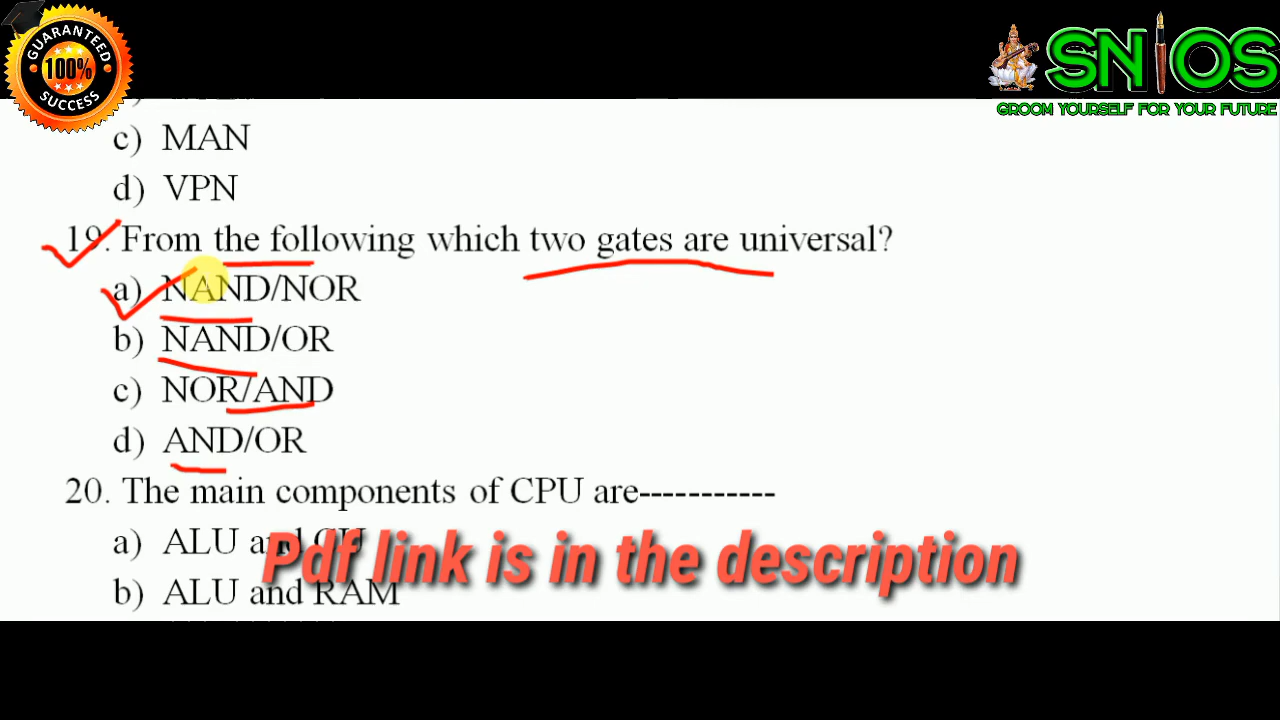 GUARANTEED
100%
SUCCESS
SNIOS
GROOM YOURSELF FOR YOUR FUTURE
c) MAN
d) VPN
19. From the following which two gates are universal?
a) NAND/NOR
b) NAND/OR
c) NOR/AND
d) AND/OR
20. The main components of CPU are-----------
a) ALU and CU
Pdf link is in the description
b) ALU and RAM